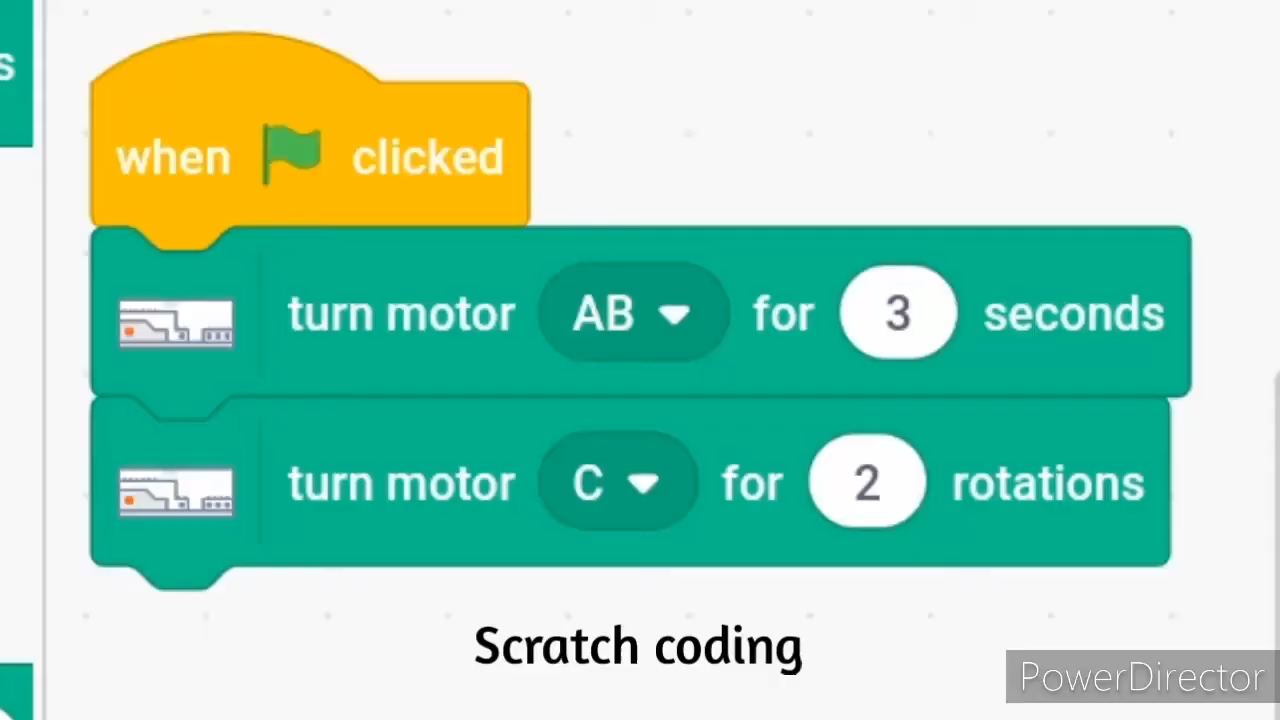 s
when clicked
turn motor AB for 3 seconds
turn motor C for 2 rotations
Scratch coding
PowerDirector